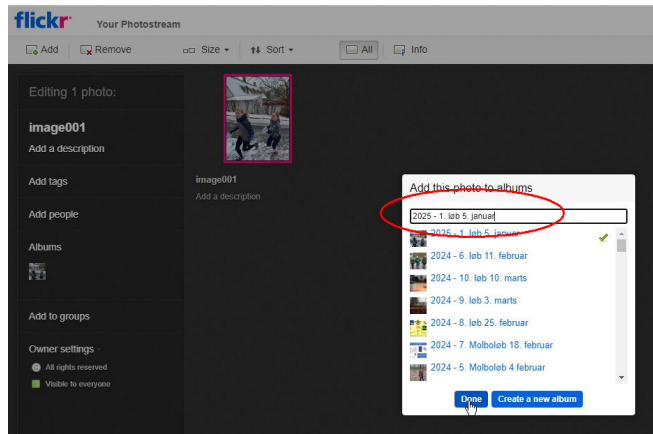 flickr Your Photostream
Add Remove Size Sort All Info
Editing 1 photo:
image001
Add a description
Add tags
Add people
Albums
Add to groups
Owner settings
All rights reserved
Visible to everyone
image001
Add a description
Add this photo to albums
2025 - 1. løb 5. januar
2025 - 1. løb 5. januar
2024 - 6. løb 11. februar
2024 - 10. løb 10. marts
2024 - 9. løb 3. marts
2024 - 8. løb 25. februar
2024 - 7. Molboløb 18. februar
2024 - 5. Molboløb 4 februar
Done Create a new album